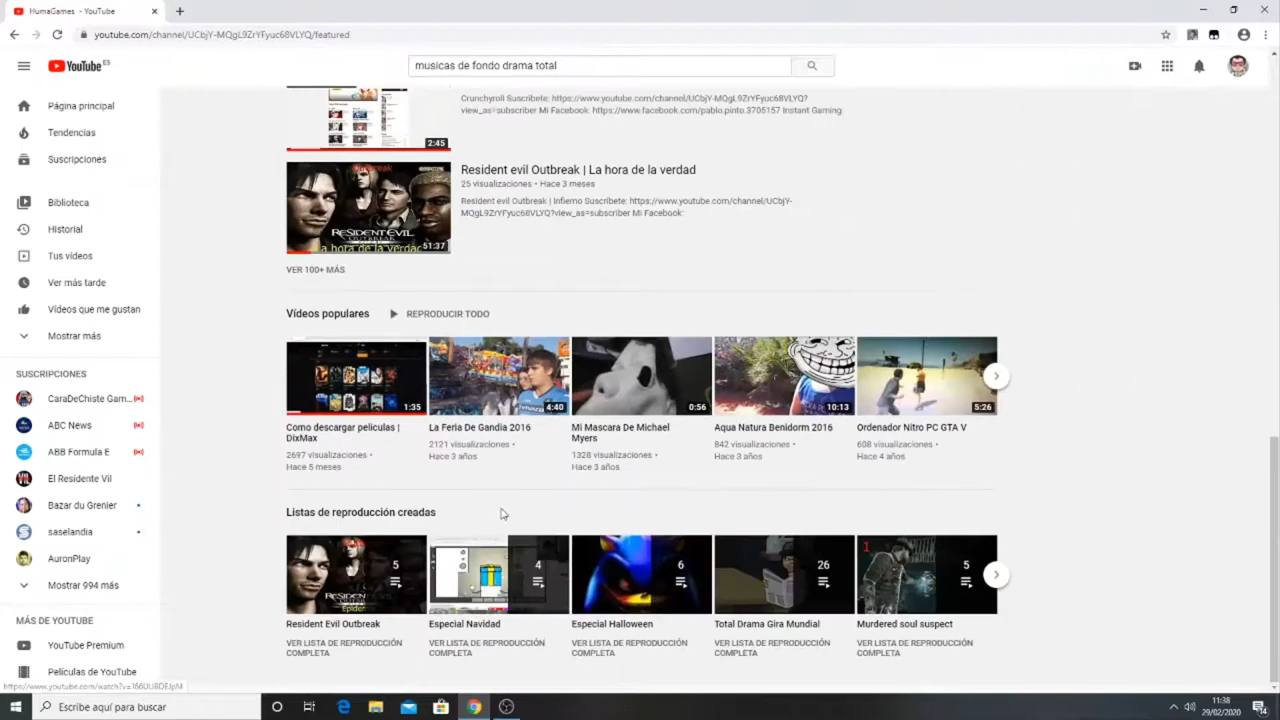 HumaGames - YouTube
youtube.com/channel/UCbjY-MQgL9ZrYFyuc68VLYQ/featured
YouTube ES
musicas de fondo drama total
Página principal
Tendencias
Suscripciones
Biblioteca
Historial
Tus vídeos
Ver más tarde
Vídeos que me gustan
Mostrar más
SUSCRIPCIONES
CaraDeChiste Gam...
ABC News
ABB Formula E
El Residente Vil
Bazar du Grenier
saselandia
AuronPlay
Mostrar 994 más
MÁS DE YOUTUBE
YouTube Premium
Películas de YouTube
Crunchyroll Suscribete: https://www.youtube.com/channel/UCbjY-MQgL9ZrYFyuc68VLYQ?
view_as=subscriber Mi Facebook: https://www.facebook.com/pablo.pinto.3705157 Instant Gaming
2:45
Outbreak
RESIDENT EVIL
OUTBREAK
La hora de la verdad
51:37
Resident evil Outbreak | La hora de la verdad
25 visualizaciones • Hace 3 meses
Resident evil Outbreak | Infierno Suscribete: https://www.youtube.com/channel/UCbjY-
MQgL9ZrYFyuc68VLYQ?view_as=subscriber Mi Facebook:
VER 100+ MÁS
Vídeos populares
REPRODUCIR TODO
1:35
4:40
0:56
10:13
5:26
Como descargar peliculas |
DixMax
2697 visualizaciones •
Hace 5 meses
La Feria De Gandia 2016
2121 visualizaciones •
Hace 3 años
Mi Mascara De Michael
Myers
1328 visualizaciones •
Hace 3 años
Aqua Natura Benidorm 2016
842 visualizaciones •
Hace 3 años
Ordenador Nitro PC GTA V
608 visualizaciones •
Hace 4 años
Listas de reproducción creadas
5
4
6
26
1
5
Resident Evil Outbreak
VER LISTA DE REPRODUCCIÓN
COMPLETA
Especial Navidad
VER LISTA DE REPRODUCCIÓN
COMPLETA
Especial Halloween
VER LISTA DE REPRODUCCIÓN
COMPLETA
Total Drama Gira Mundial
VER LISTA DE REPRODUCCIÓN
COMPLETA
Murdered soul suspect
VER LISTA DE REPRODUCCIÓN
COMPLETA
Escribe aquí para buscar
11:38
29/02/2020